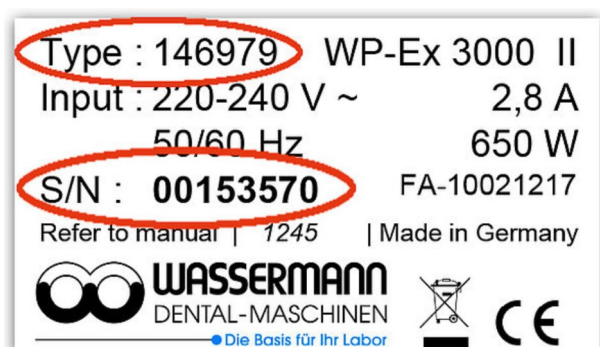 Type : 146979 WP-Ex 3000 II
Input : 220-240 V ~ 2,8 A
50/60 Hz 650 W
S/N : 00153570 FA-10021217
Refer to manual | 1245 | Made in Germany
WASSERMANN
DENTAL-MASCHINEN
Die Basis für Ihr Labor
CE